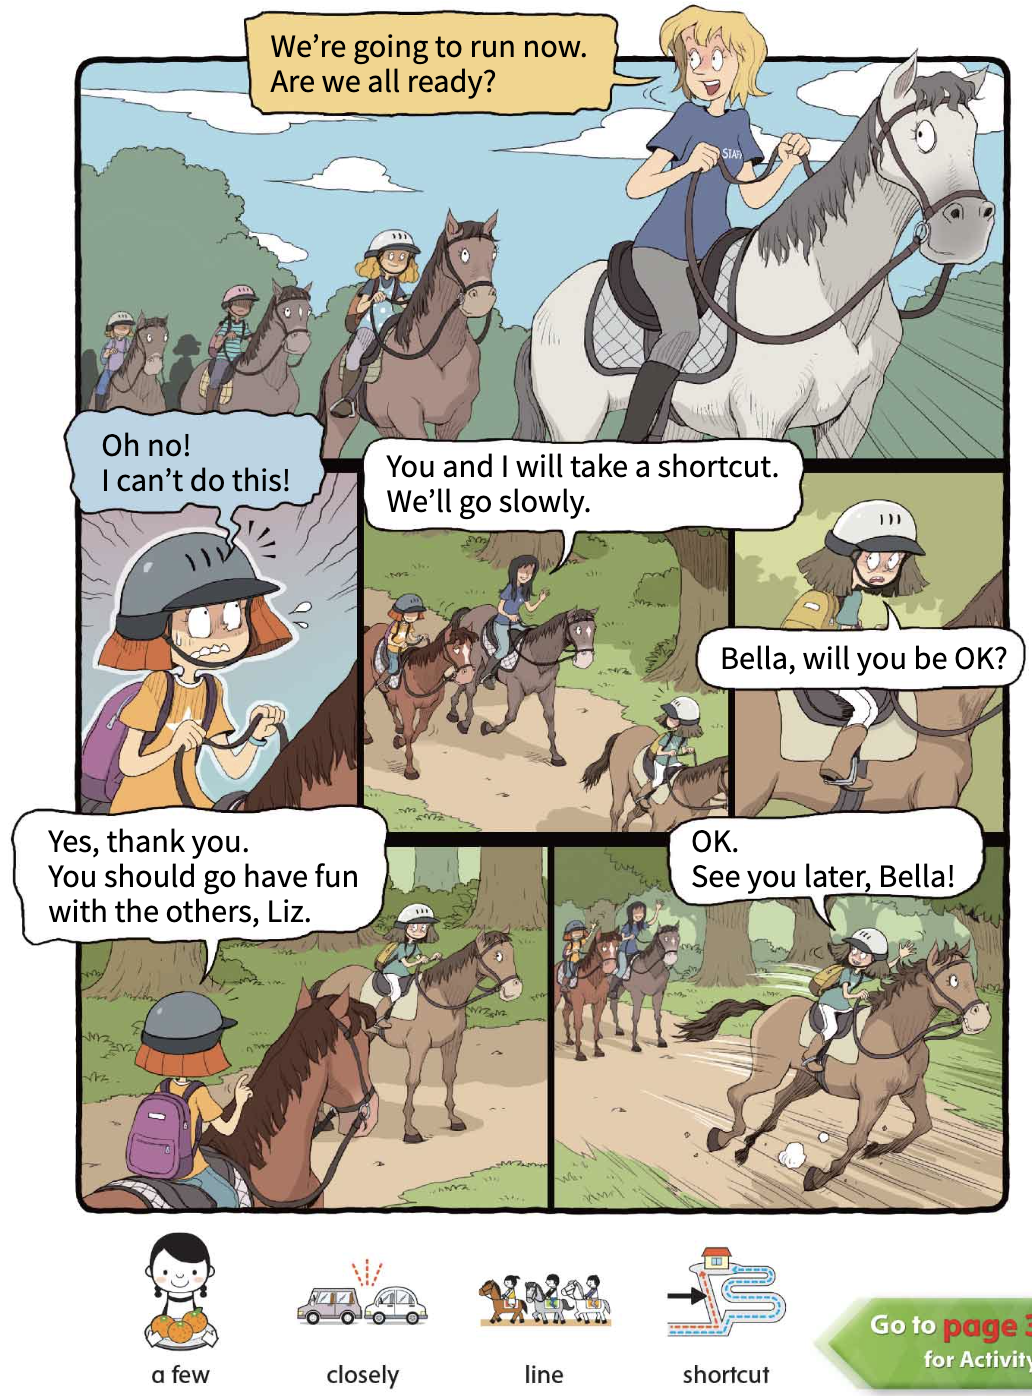 We're going to run now.
Are we all ready?
STAFF
Oh no!
I can't do this!
You and I will take a shortcut.
We'll go slowly.
Bella, will you be OK?
Yes, thank you.
You should go have fun
with the others, Liz.
OK.
See you later, Bella!
a few
closely
line
shortcut
Go to page 3
for Activity